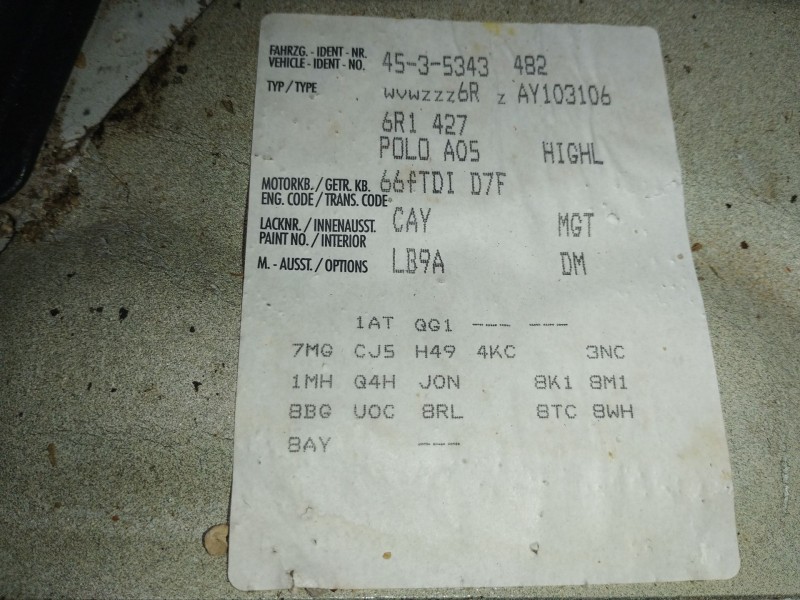 FAHRZG. - IDENT - NR.
VEHICLE - IDENT - NO. 45-3-5343 482
TYP / TYPE wvwzzz6R z AY103106
6R1 427
POLO A05 HIGHL
MOTORKB. / GETR. KB. 66fTDI D7F
ENG. CODE / TRANS. CODE
LACKNR. / INNENAUSST. CAY MGT
PAINT NO. / INTERIOR
M. - AUSST. / OPTIONS LB9A DM
1AT QG1 --- ---
7MG CJ5 H49 4KC 3NC
1MH Q4H JON 8K1 8M1
8BG UOC 8RL 8TC 9WH
8AY ---